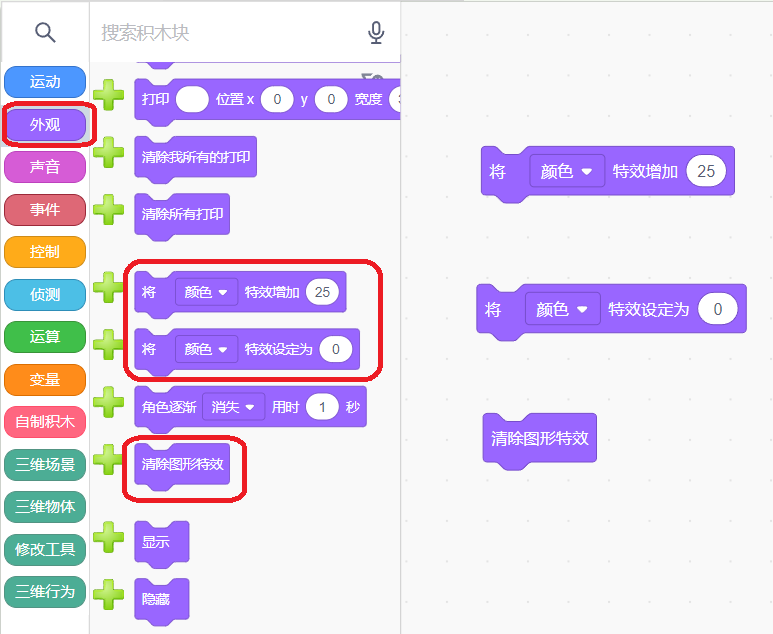 搜索积木块
运动
外观
声音
事件
控制
侦测
运算
变量
自制积木
三维场景
三维物体
修改工具
三维行为
打印 位置 x 0 y 0 宽度
清除我所有的打印
清除所有打印
将 颜色 特效增加 25
将 颜色 特效设定为 0
角色逐渐 消失 用时 1 秒
清除图形特效
显示
隐藏
将 颜色 特效增加 25
将 颜色 特效设定为 0
清除图形特效